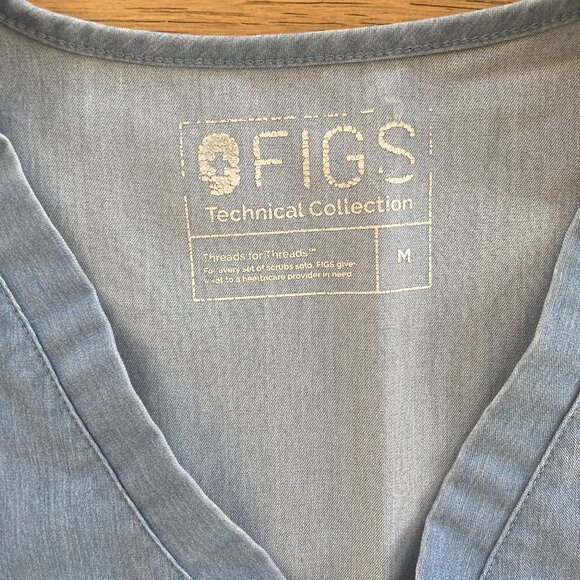 FIGS
Technical Collection
Threads for Threads™
For every set of scrubs sold, FIGS gives
a set to a healthcare provider in need.
M